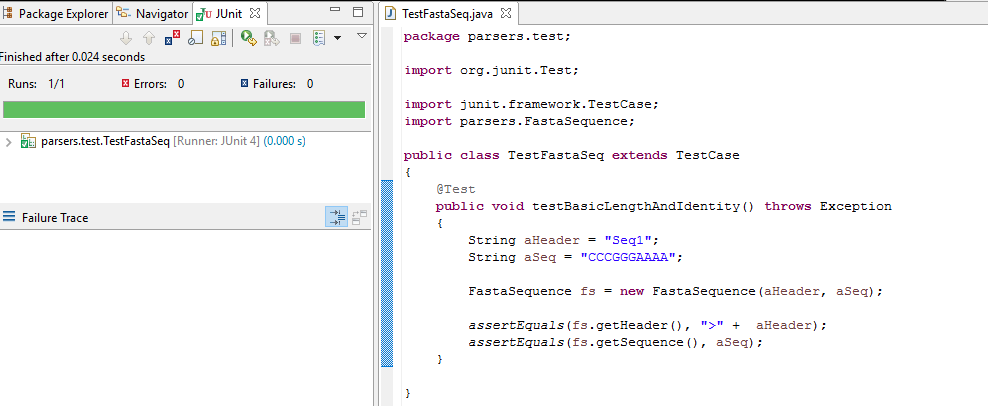 Package Explorer Navigator JUnit
Finished after 0.024 seconds
Runs: 1/1 Errors: 0 Failures: 0
parsers.test.TestFastaSeq [Runner: JUnit 4] (0.000 s)
Failure Trace
TestFastaSeq.java
package parsers.test;
import org.junit.Test;
import junit.framework.TestCase;
import parsers.FastaSequence;
public class TestFastaSeq extends TestCase
{
@Test
public void testBasicLengthAndIdentity() throws Exception
{
String aHeader = "Seq1";
String aSeq = "CCCGGGAAAA";
FastaSequence fs = new FastaSequence(aHeader, aSeq);
assertEquals(fs.getHeader(), ">" +  aHeader);
assertEquals(fs.getSequence(), aSeq);
}
}